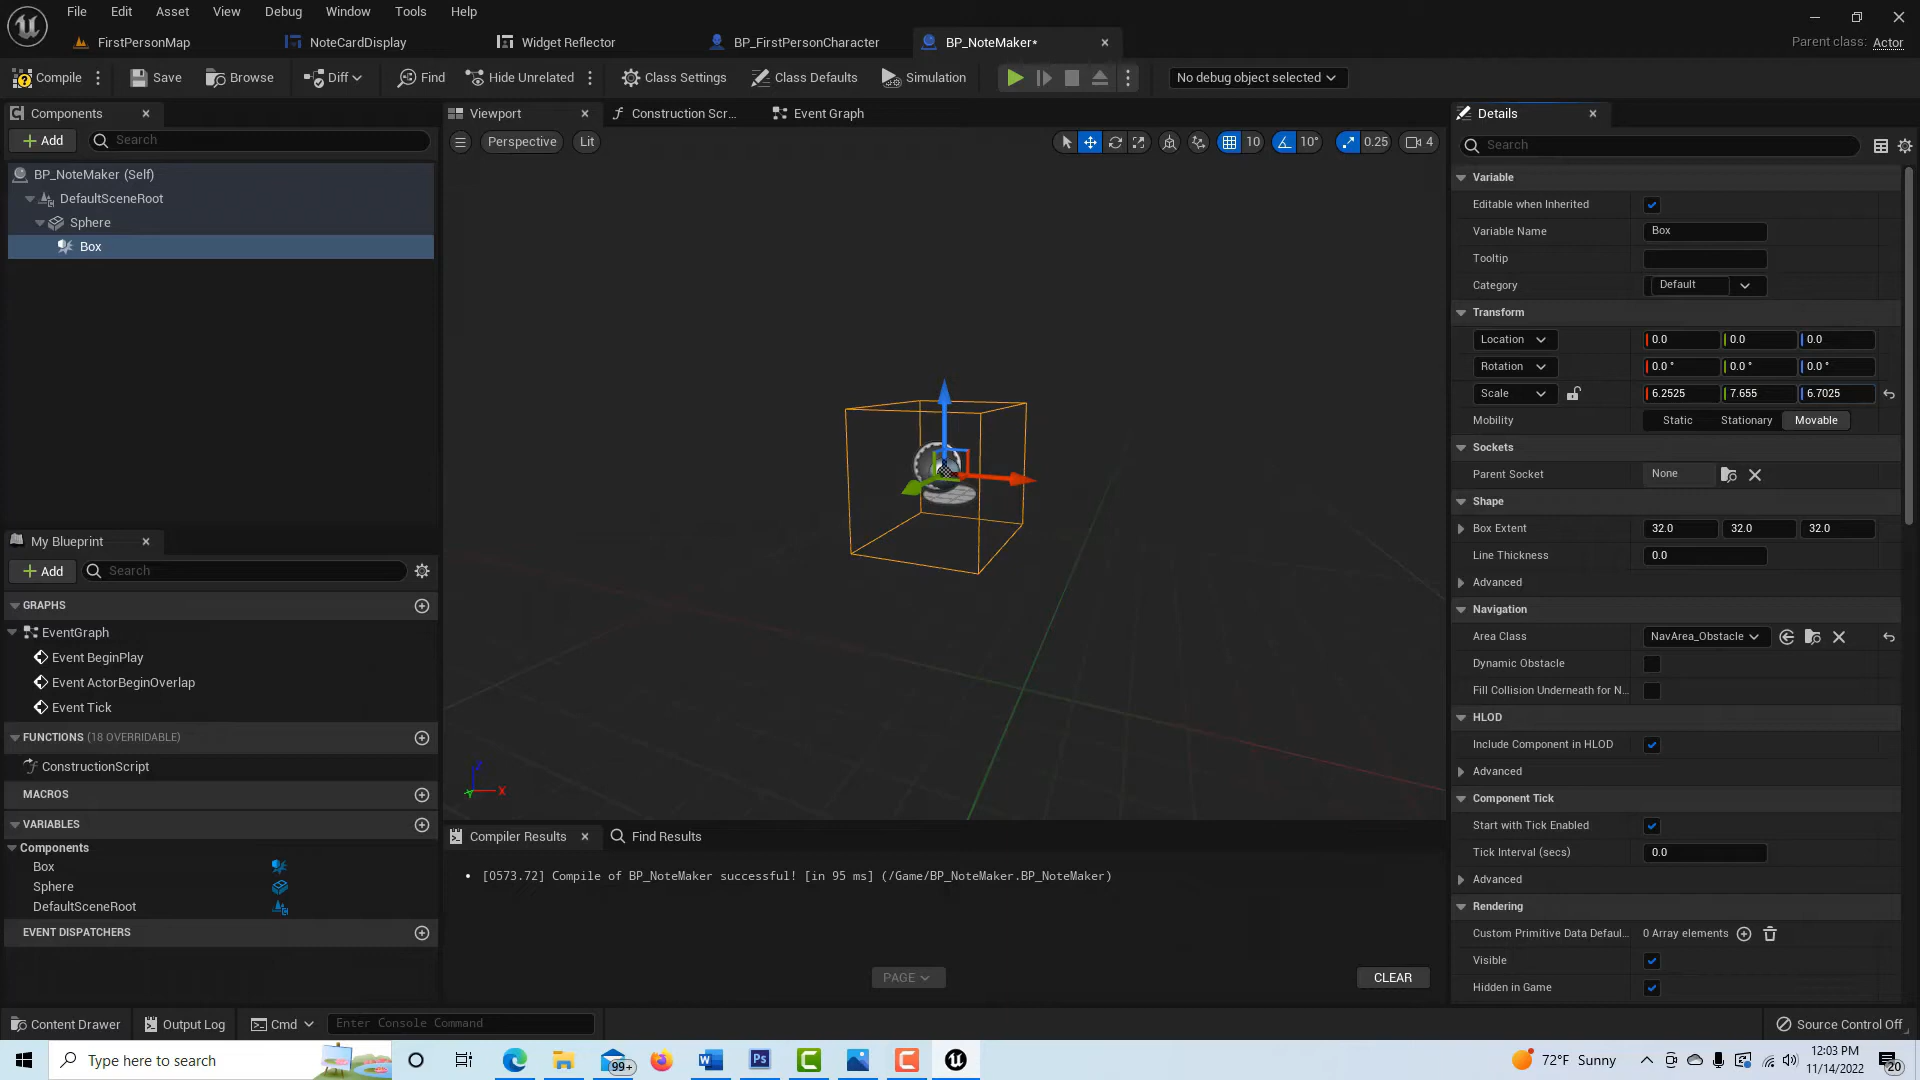 File Edit Asset View Debug Window Tools Help
FirstPersonMap NoteCardDisplay Widget Reflector BP_FirstPersonCharacter BP_NoteMaker*
Parent class: Actor
Compile Save Browse Diff Find Hide Unrelated Class Settings Class Defaults Simulation No debug object selected
Components
Add Search
BP_NoteMaker (Self)
DefaultSceneRoot
Sphere
Box
My Blueprint
Add Search
GRAPHS
EventGraph
Event BeginPlay
Event ActorBeginOverlap
Event Tick
FUNCTIONS (18 OVERRIDABLE)
ConstructionScript
MACROS
VARIABLES
Components
Box
Sphere
DefaultSceneRoot
EVENT DISPATCHERS
Viewport Construction Scr... Event Graph
Perspective Lit 10 10° 0.25 4
Z
Y X
Compiler Results Find Results
[0573.72] Compile of BP_NoteMaker successful! [in 95 ms] (/Game/BP_NoteMaker.BP_NoteMaker)
PAGE CLEAR
Details
Search
Variable
Editable when Inherited
Variable Name Box
Tooltip
Category Default
Transform
Location 0.0 0.0 0.0
Rotation 0.0 ° 0.0 ° 0.0 °
Scale 6.2525 7.655 6.7025
Mobility Static Stationary Movable
Sockets
Parent Socket None
Shape
Box Extent 32.0 32.0 32.0
Line Thickness 0.0
Advanced
Navigation
Area Class NavArea_Obstacle
Dynamic Obstacle
Fill Collision Underneath for N...
HLOD
Include Component in HLOD
Advanced
Component Tick
Start with Tick Enabled
Tick Interval (secs) 0.0
Advanced
Rendering
Custom Primitive Data Defaul... 0 Array elements
Visible
Hidden in Game
Content Drawer Output Log Cmd Enter Console Command Source Control Off
Type here to search 99+ W Ps C C 72°F Sunny 12:03 PM
11/14/2022 20